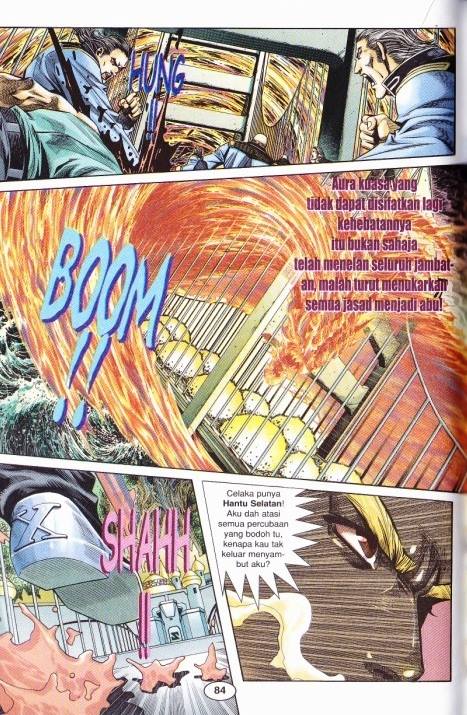 HUNG
!!
Aura kuasa yang
tidak dapat disifatkan lagi
kehebatannya
itu bukan sahaja
telah menelan seluruh jambat-
an, malah turut menukarkan
semua jasad menjadi abu!
BOOM
!!
SHAHH
!!
X
Celaka punya
Hantu Selatan!
Aku dah atasi
semua percubaan
yang bodoh tu,
kenapa kau tak
keluar menyam-
but aku?
84